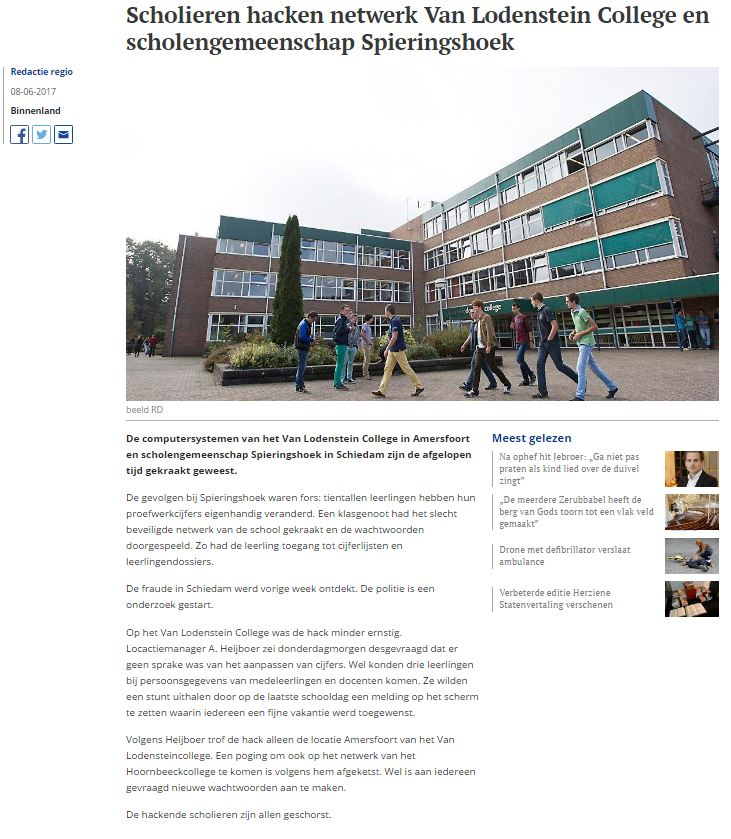 Scholieren hacken netwerk Van Lodenstein College en
scholengemeenschap Spieringshoek
Redactie regio
08-06-2017
Binnenland
college
beeld RD
De computersystemen van het Van Lodenstein College in Amersfoort
en scholengemeenschap Spieringshoek in Schiedam zijn de afgelopen
tijd gekraakt geweest.
De gevolgen bij Spieringshoek waren fors: tientallen leerlingen hebben hun
proefwerkcijfers eigenhandig veranderd. Een klasgenoot had het slecht
beveiligde netwerk van de school gekraakt en de wachtwoorden
doorgespeeld. Zo had de leerling toegang tot cijferlijsten en
leerlingendossiers.
De fraude in Schiedam werd vorige week ontdekt. De politie is een
onderzoek gestart.
Op het Van Lodenstein College was de hack minder ernstig.
Locactiemanager A. Heijboer zei donderdagmorgen desgevraagd dat er
geen sprake was van het aanpassen van cijfers. Wel konden drie leerlingen
bij persoonsgegevens van medeleerlingen en docenten komen. Ze wilden
een stunt uithalen door op de laatste schooldag een melding op het scherm
te zetten waarin iedereen een fijne vakantie werd toegewenst.
Volgens Heijboer trof de hack alleen de locatie Amersfoort van het Van
Lodensteincollege. Een poging om ook op het netwerk van het
Hoornbeeckcollege te komen is volgens hem afgeketst. Wel is aan iedereen
gevraagd nieuwe wachtwoorden aan te maken.
De hackende scholieren zijn allen geschorst.
Meest gelezen
Na ophef hit Jebroer: „Ga niet pas
praten als kind lied over de duivel
zingt”
„De meerdere Zerubbabel heeft de
berg van Gods toorn tot een vlak veld
gemaakt”
Drone met defibrillator verslaat
ambulance
Verbeterde editie Herziene
Statenvertaling verschenen